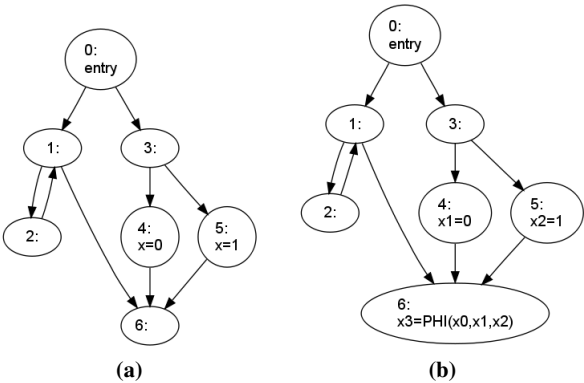 0:
entry
1:
3:
2:
4:
x=0
5:
x=1
6:
(a)
0:
entry
1:
3:
2:
4:
x1=0
5:
x2=1
6:
x3=PHI(x0,x1,x2)
(b)